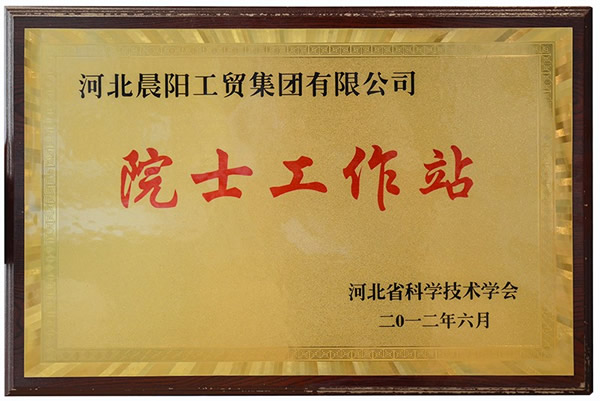 河北晨阳工贸集团有限公司
院士工作站
河北省科学技术学会
二0一二年六月